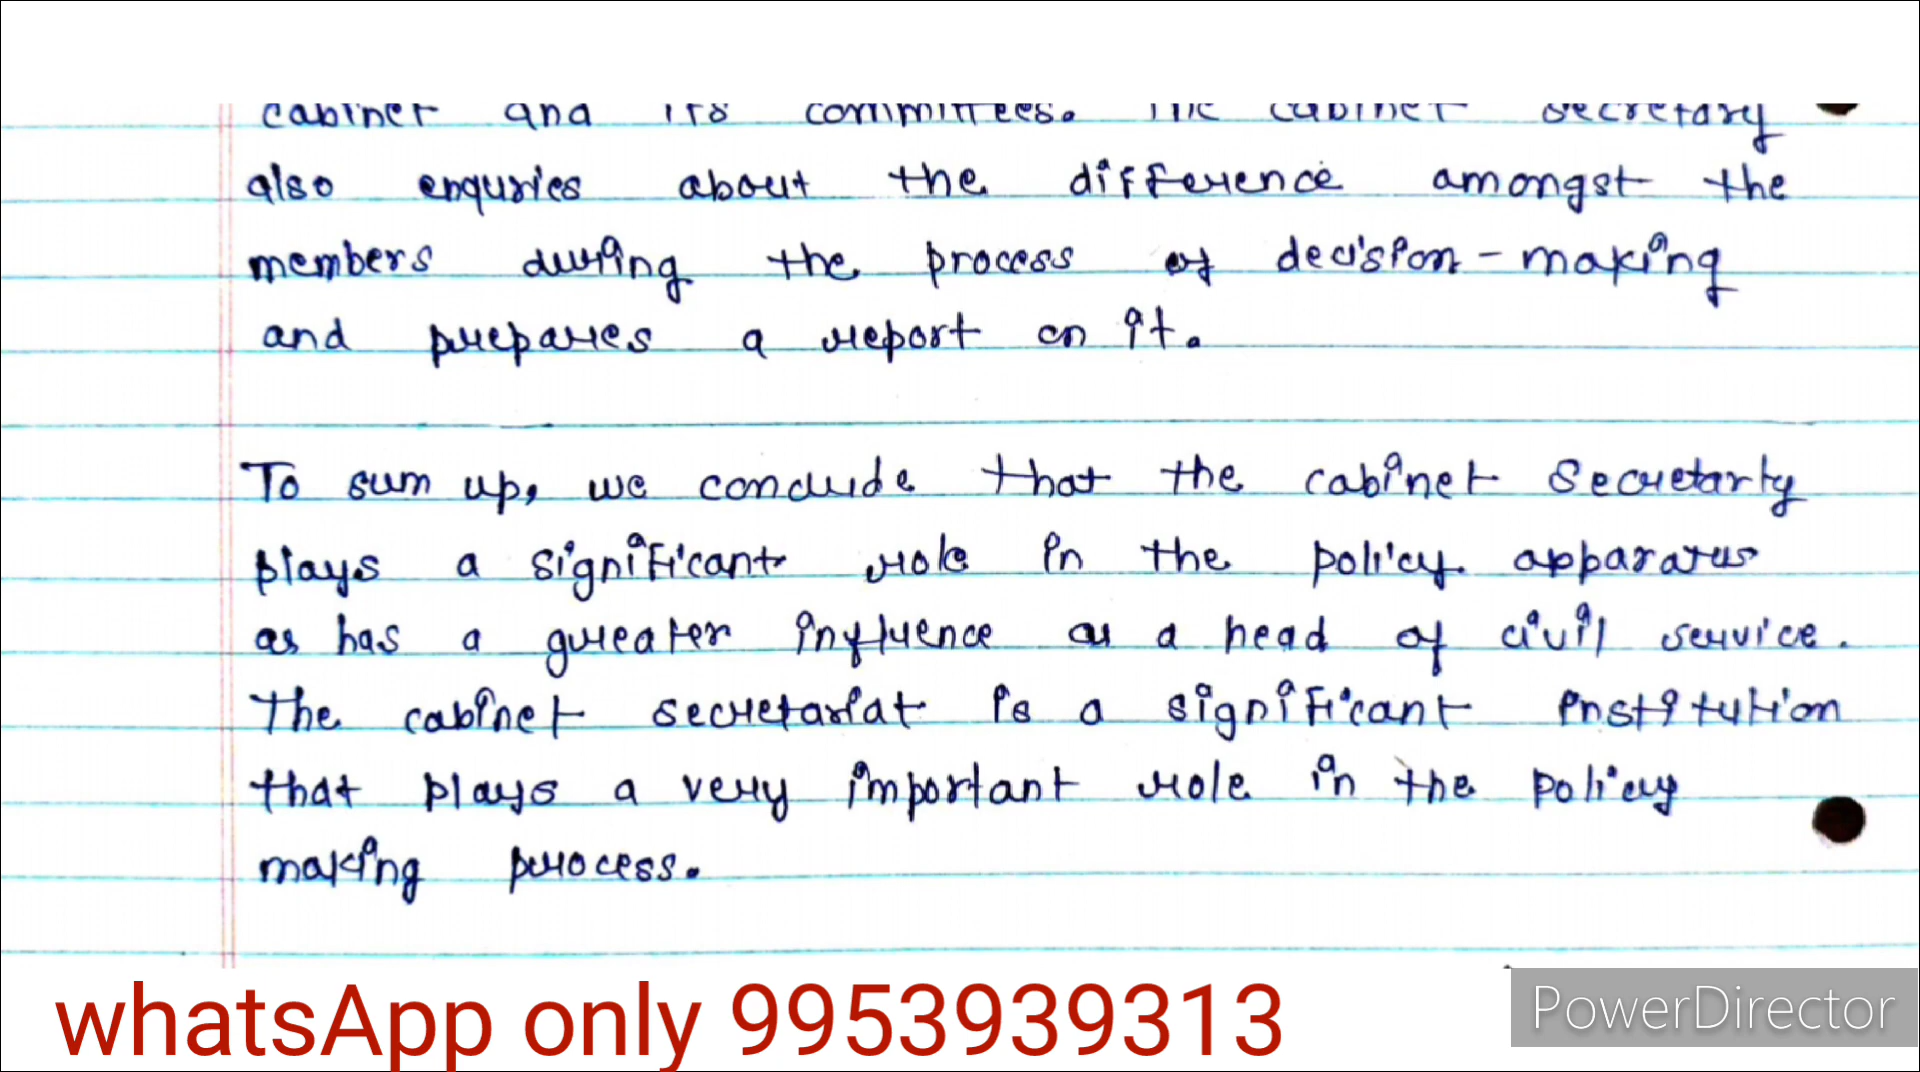 cabinet and its committees. The cabinet secretary
also enquries about the difference amongst the
members during the process of decision-making
and prepares a report on it.
To sum up, we conclude that the cabinet Secretarty
plays a significant role in the policy apparatus
as has a greater influence as a head of civil service.
The cabinet secretariat is a significant institution
that plays a very important role in the policy
making process.
whatsApp only 9953939313
PowerDirector